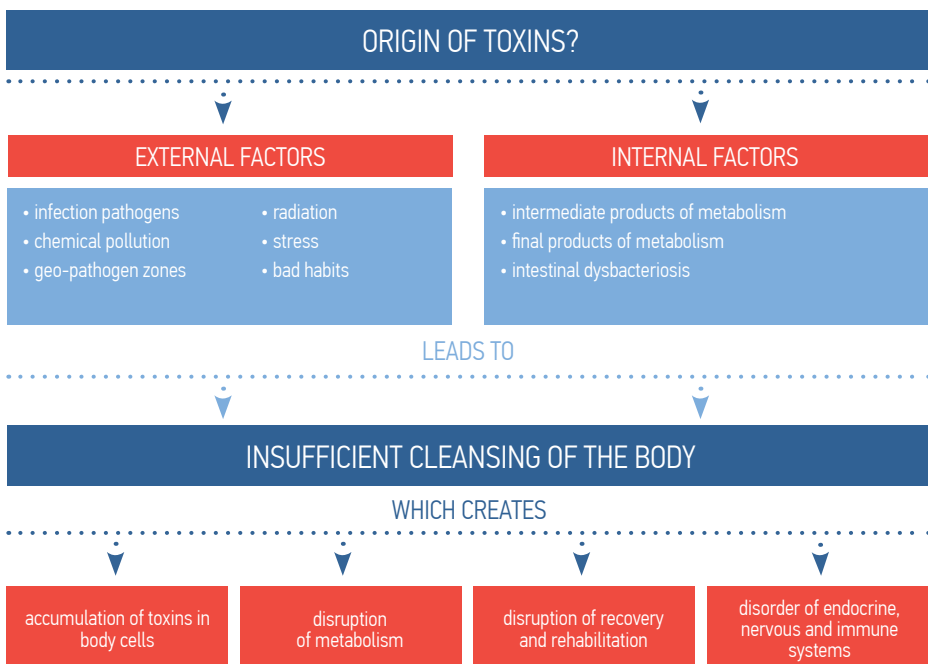 ORIGIN OF TOXINS?
EXTERNAL FACTORS
• infection pathogens
• chemical pollution
• geo-pathogen zones
• radiation
• stress
• bad habits
INTERNAL FACTORS
• intermediate products of metabolism
• final products of metabolism
• intestinal dysbacteriosis
LEADS TO
INSUFFICIENT CLEANSING OF THE BODY
WHICH CREATES
accumulation of toxins in
body cells
disruption
of metabolism
disruption of recovery
and rehabilitation
disorder of endocrine,
nervous and immune
systems